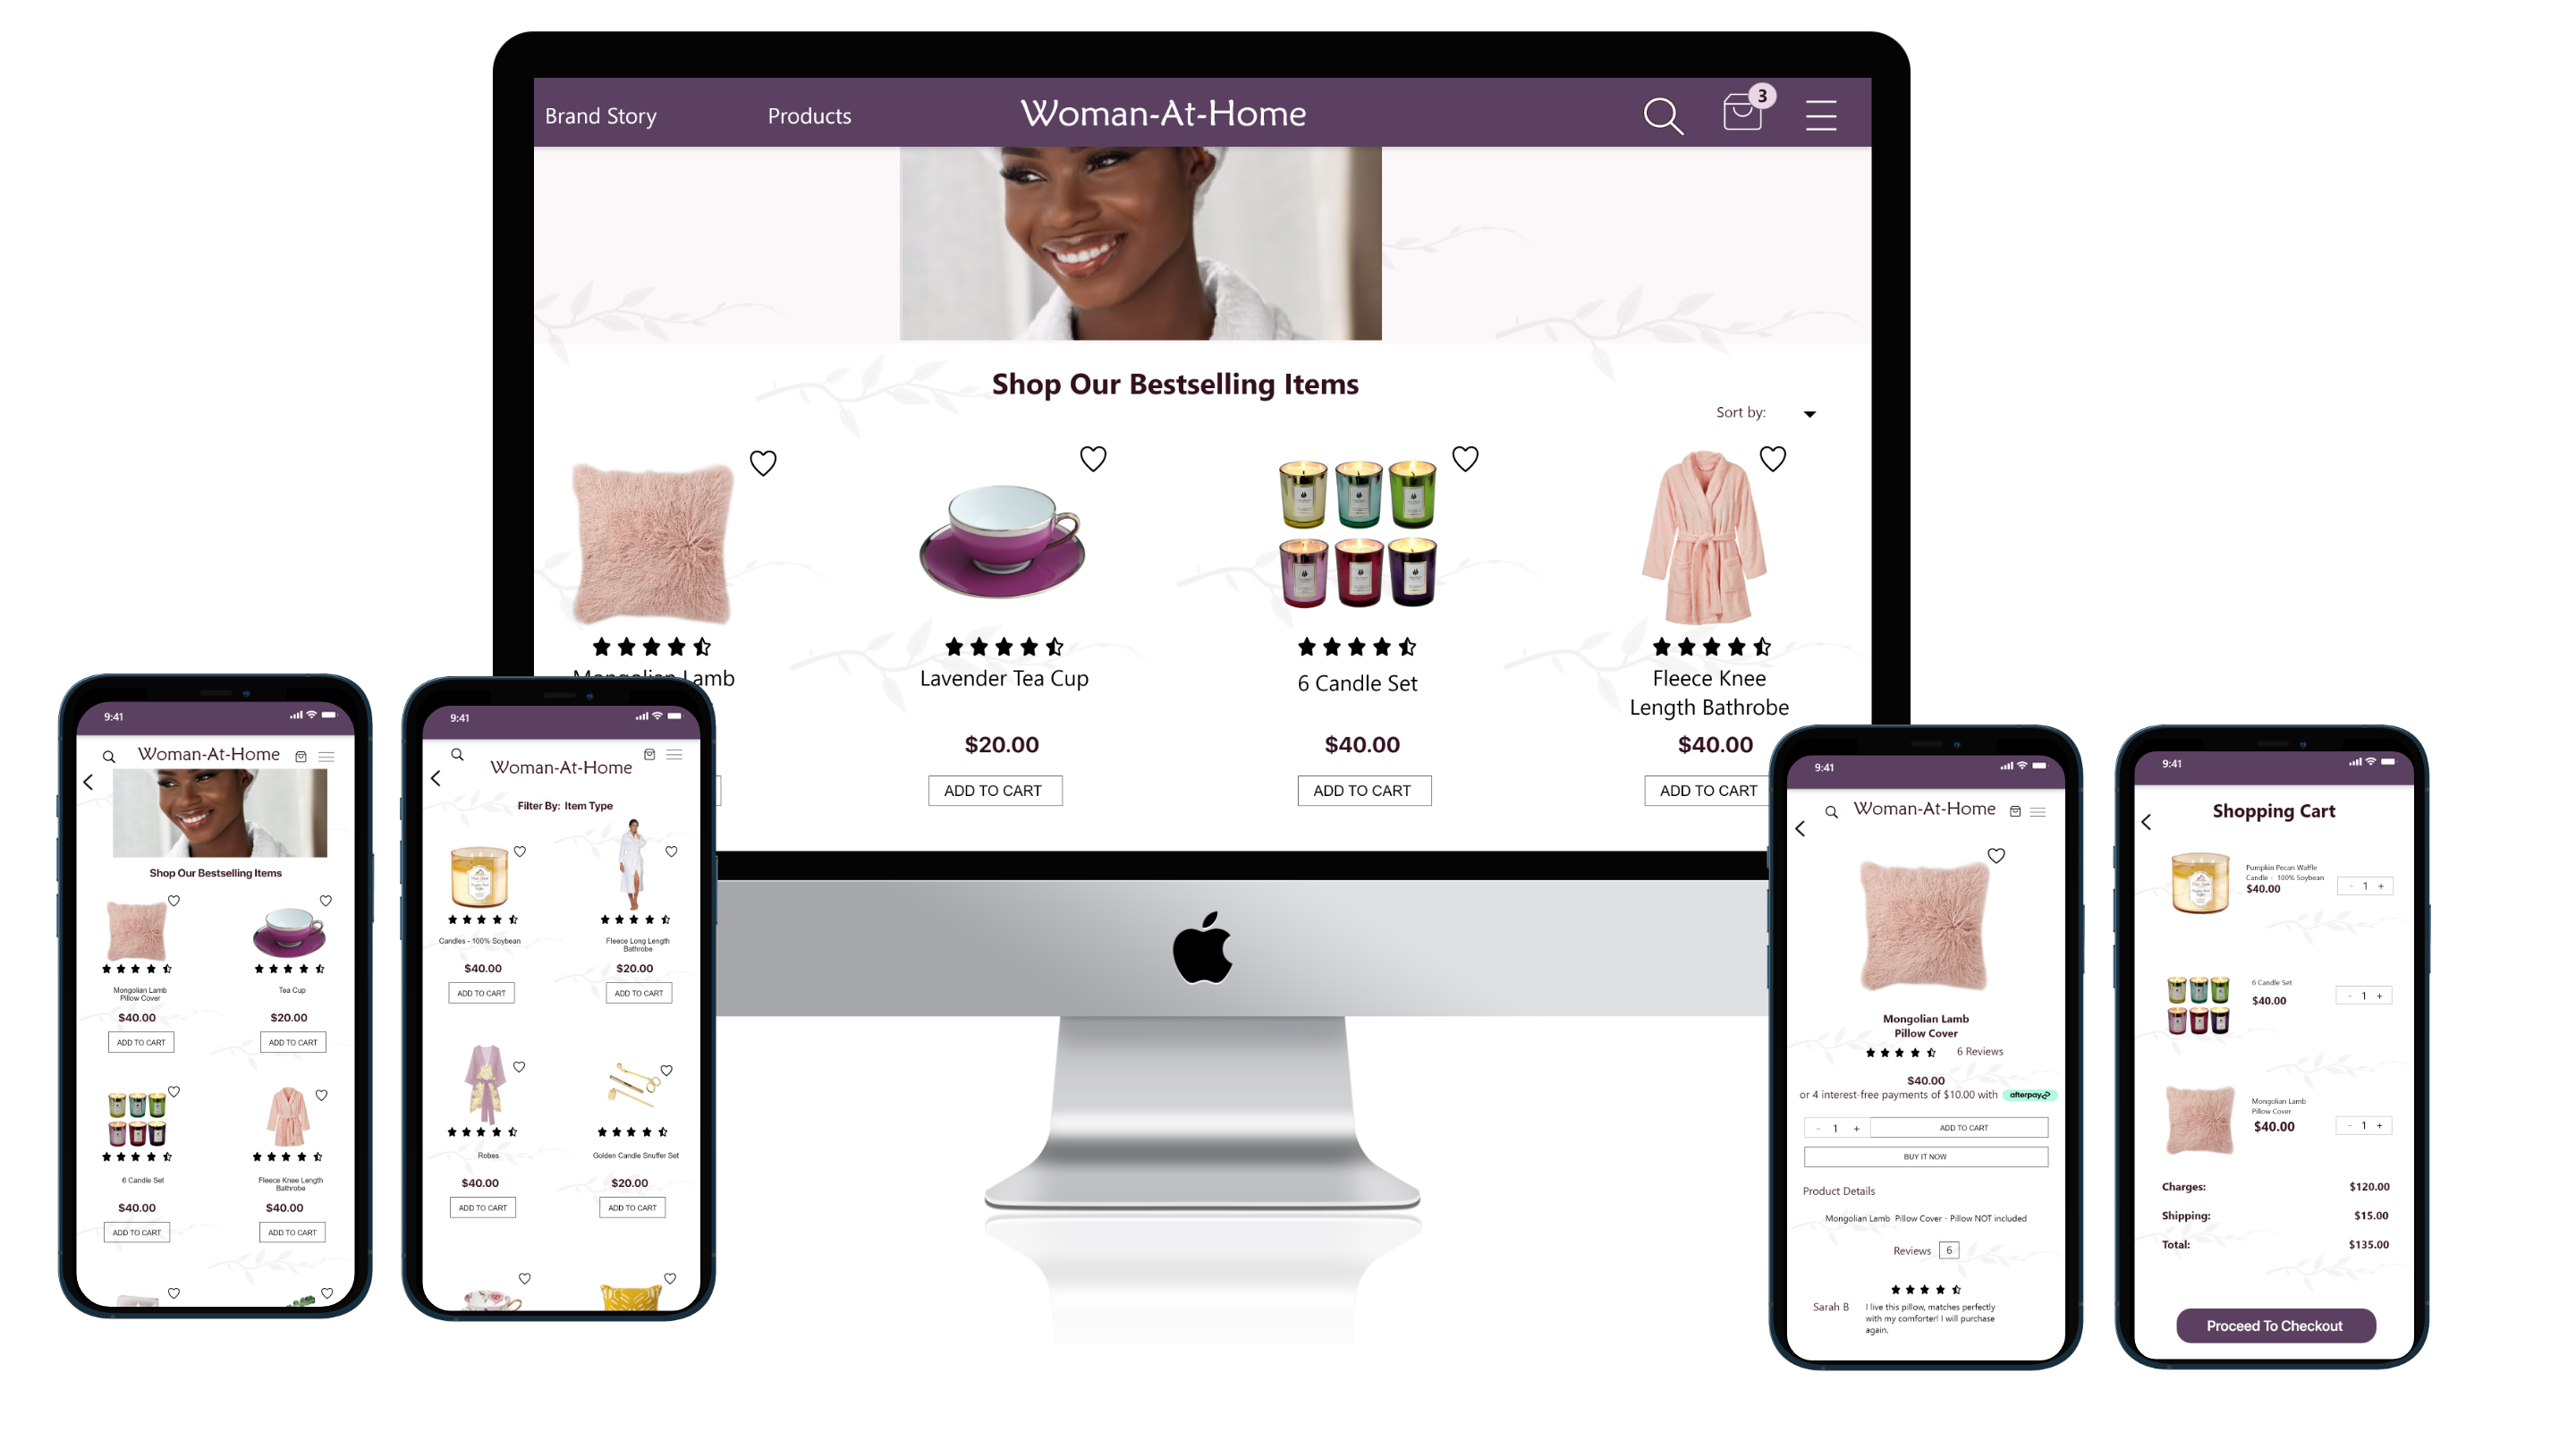 Brand Story
Products
Woman-At-Home
3
Shop Our Bestselling Items
Sort by:
Mongolian Lamb
Lavender Tea Cup
$20.00
ADD TO CART
6 Candle Set
$40.00
ADD TO CART
Fleece Knee
Length Bathrobe
$40.00
ADD TO CART
9:41
Woman-At-Home
Shop Our Bestselling Items
Mongolian Lamb
Pillow Cover
$40.00
ADD TO CART
Tea Cup
$20.00
ADD TO CART
6 Candle Set
$40.00
ADD TO CART
Fleece Knee Length
Bathrobe
$40.00
ADD TO CART
9:41
Woman-At-Home
Filter By: Item Type
Candles - 100% Soybean
$40.00
ADD TO CART
Fleece Long Length
Bathrobe
$20.00
ADD TO CART
Robes
$40.00
ADD TO CART
Golden Candle Snuffer Set
$20.00
ADD TO CART
9:41
Woman-At-Home
Mongolian Lamb
Pillow Cover
6 Reviews
$40.00
or 4 interest-free payments of $10.00 with afterpay
- 1 +
ADD TO CART
BUY IT NOW
Product Details
Mongolian Lamb Pillow Cover - Pillow NOT included
Reviews 6
Sarah B
I live this pillow, matches perfectly
with my comforter! I will purchase
again.
9:41
Shopping Cart
Pumpkin Pecan Waffle
Candle - 100% Soybean
$40.00
- 1 +
6 Candle Set
$40.00
- 1 +
Mongolian Lamb
Pillow Cover
$40.00
- 1 +
Charges: $120.00
Shipping: $15.00
Total: $135.00
Proceed To Checkout